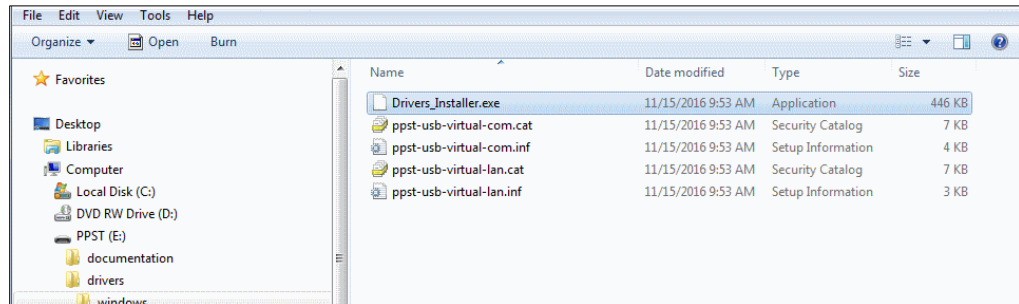 File Edit View Tools Help
Organize Open Burn
Favorites
Desktop
Libraries
Computer
Local Disk (C:)
DVD RW Drive (D:)
PPST (E:)
documentation
drivers
windows
Name Date modified Type Size
Drivers_Installer.exe 11/15/2016 9:53 AM Application 446 KB
ppst-usb-virtual-com.cat 11/15/2016 9:53 AM Security Catalog 7 KB
ppst-usb-virtual-com.inf 11/15/2016 9:53 AM Setup Information 4 KB
ppst-usb-virtual-lan.cat 11/15/2016 9:53 AM Security Catalog 7 KB
ppst-usb-virtual-lan.inf 11/15/2016 9:53 AM Setup Information 3 KB